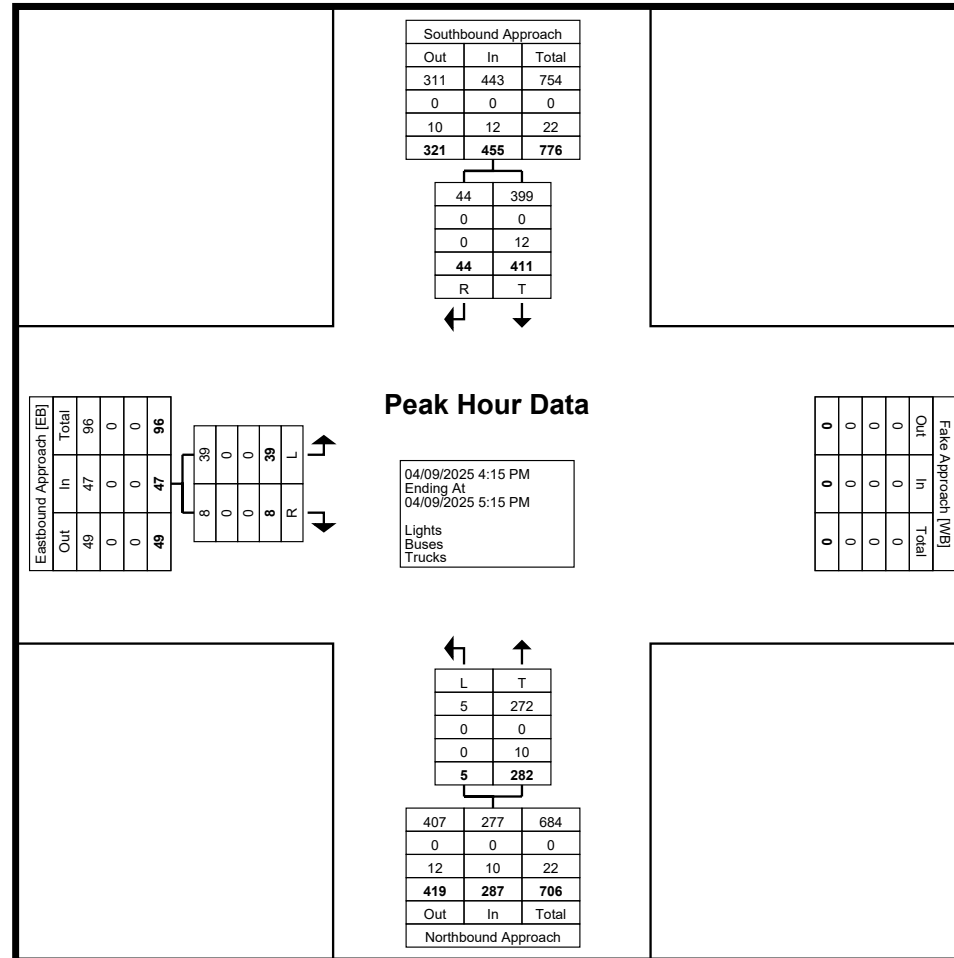 Southbound Approach
Out In Total
311 443 754
0 0 0
10 12 22
321 455 776
44 399
0 0
0 12
44 411
R T
Peak Hour Data
Eastbound Approach [EB]
Total 96 0 0 96
In 47 0 0 47
Out 49 0 0 49
39 0 0 39 L
8 0 0 8 R
04/09/2025 4:15 PM
Ending At
04/09/2025 5:15 PM
Lights
Buses
Trucks
Fake Approach [WB]
Out In Total
0 0 0
0 0 0
0 0 0
0 0 0
L T
5 272
0 0
0 10
5 282
407 277 684
0 0 0
12 10 22
419 287 706
Out In Total
Northbound Approach